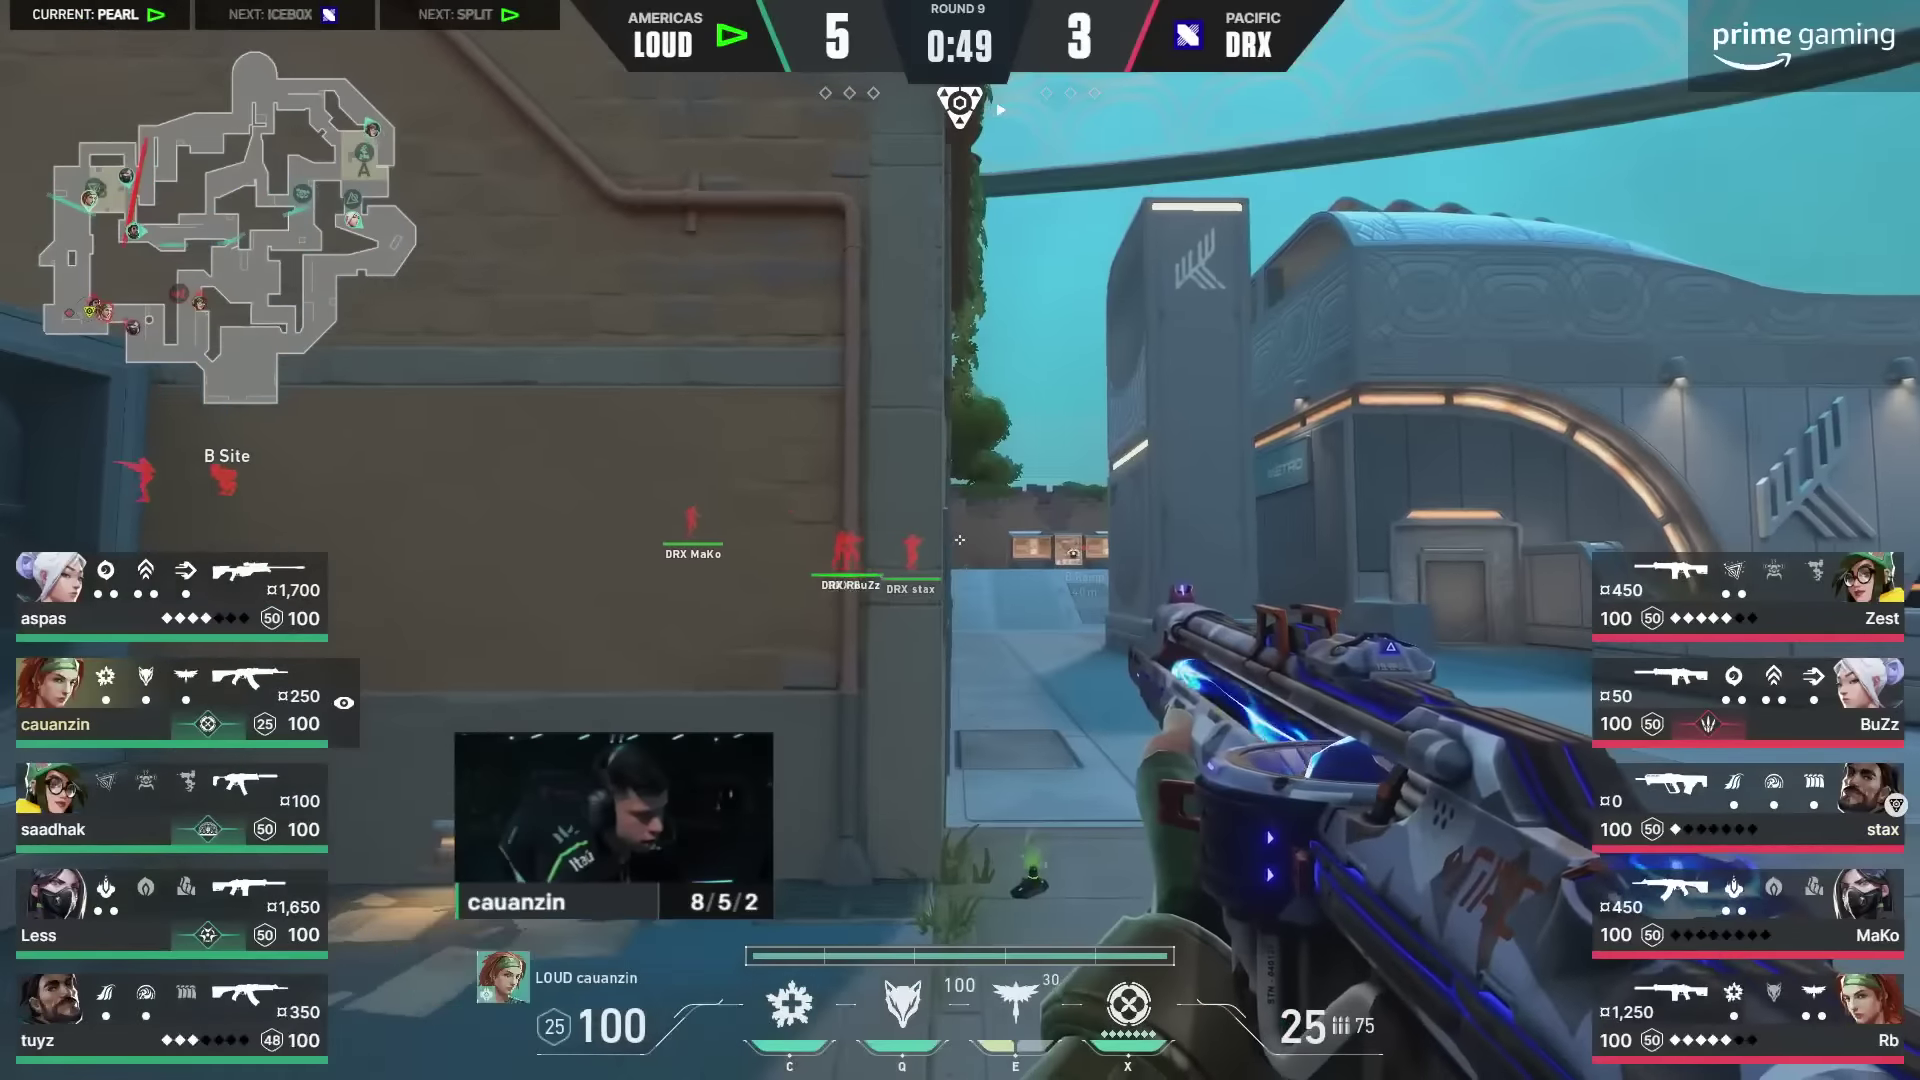 CURRENT: PEARL
NEXT: ICEBOX
NEXT: SPLIT
AMERICAS
LOUD
5
ROUND 9
0:49
3
PACIFIC
DRX
prime gaming
A
B Site
DRX MaKo
BuZz
DRX stax
METRO
aspas
¤1,700
50 100
cauanzin
¤250
25 100
saadhak
¤100
50 100
Less
¤1,650
50 100
tuyz
¤350
48 100
¤450
100 50
Zest
¤50
100 50
BuZz
¤0
100 50
stax
¤450
100 50
MaKo
¤1,250
100 50
Rb
cauanzin 8/5/2
LOUD cauanzin
25 100
100
30
C
Q
E
X
25 75